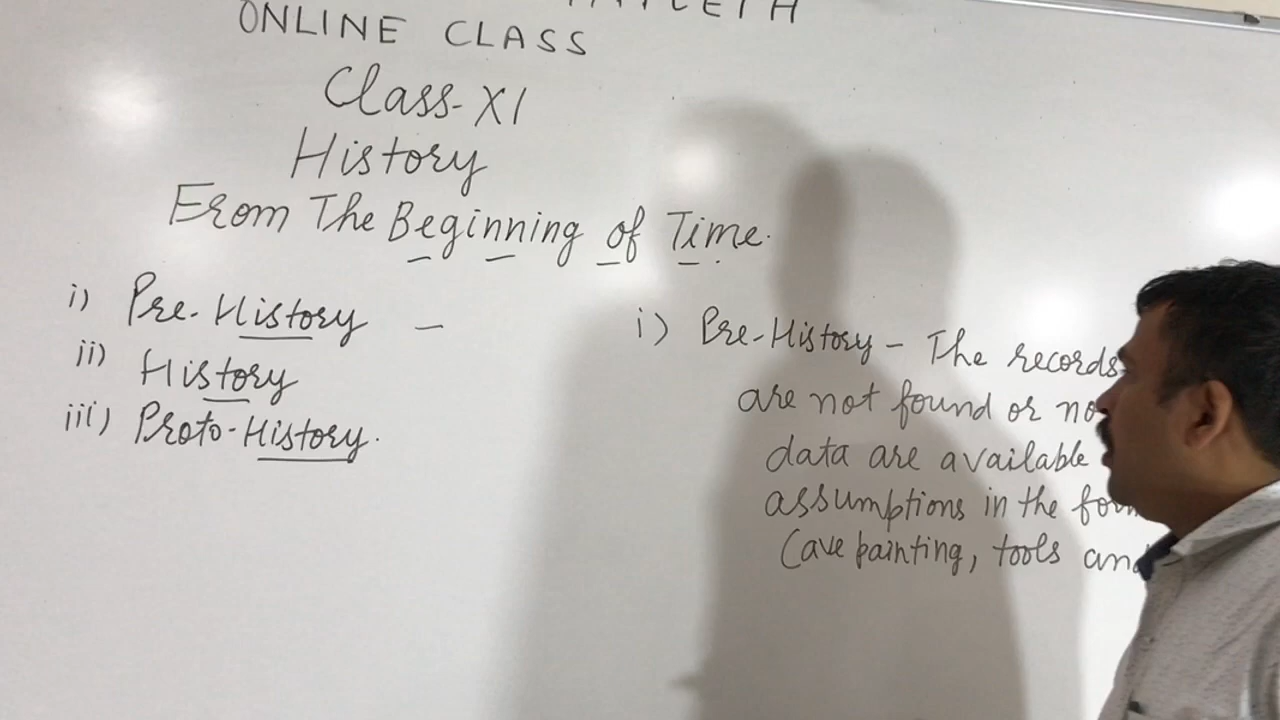 ONLINE CLASS
Class-XI
History
From The Beginning of Time.
i) Pre-History -
ii) History
iii) Proto-History.
i) Pre-History - The records
are not found or no
data are available
assumptions in the
Cave painting, tools